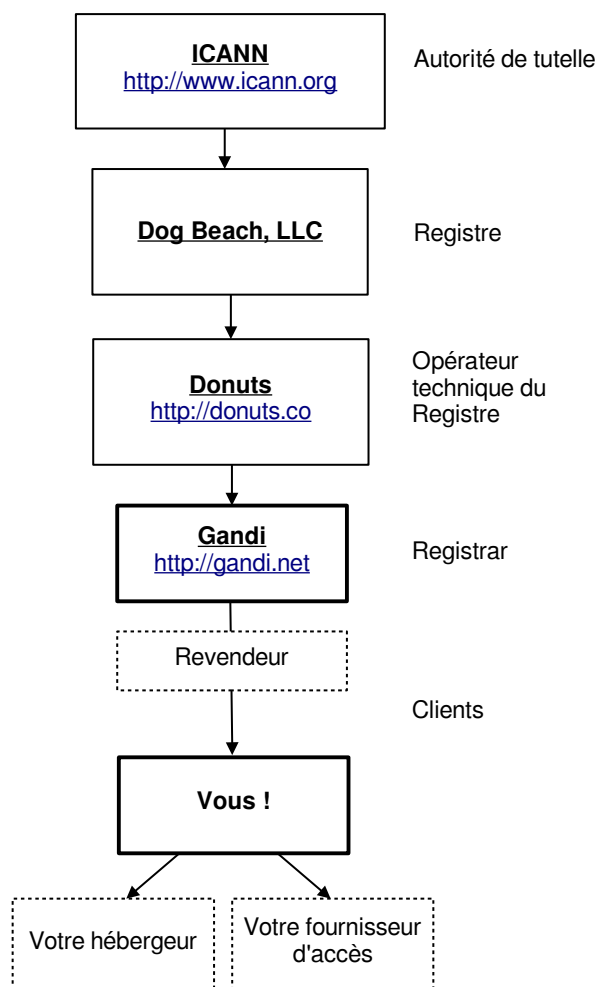 ICANN
http://www.icann.org
Autorité de tutelle
Dog Beach, LLC
Registre
Donuts
http://donuts.co
Opérateur
technique du
Registre
Gandi
http://gandi.net
Registrar
Revendeur
Clients
Vous !
Votre hébergeur
Votre fournisseur
d'accès